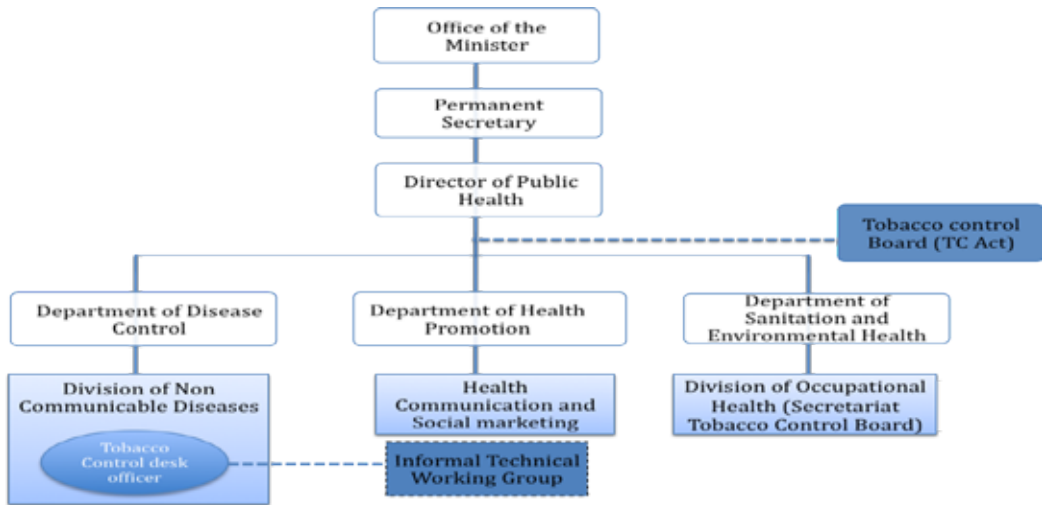 Office of the
Minister
Permanent
Secretary
Director of Public
Health
Tobacco control
Board (TC Act)
Department of Disease
Control
Department of Health
Promotion
Department of
Sanitation and
Environmental Health
Division of Non
Communicable Diseases
Health
Communication and
Social marketing
Division of Occupational
Health (Secretariat
Tobacco Control Board)
Tobacco
Control desk
officer
Informal Technical
Working Group